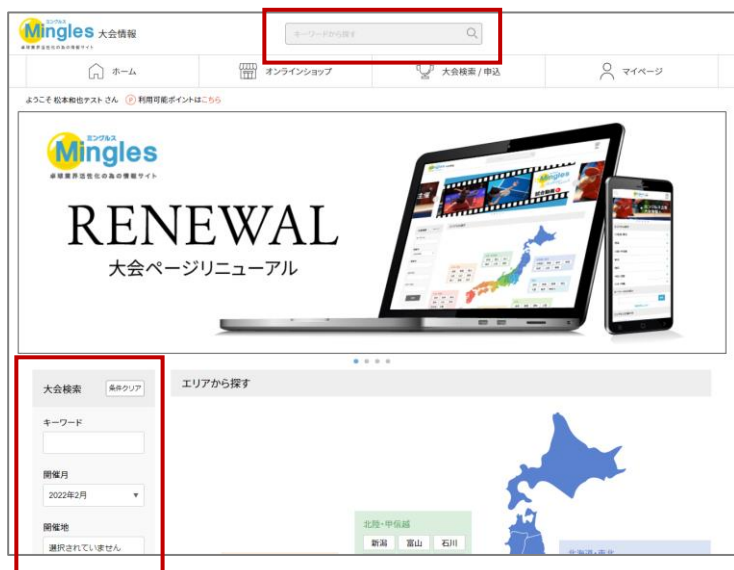 ミングルス
Mingles 大会情報
卓球業界活性化の為の情報サイト
キーワードから探す
ホーム
オンラインショップ
大会検索 / 申込
マイページ
ようこそ 松本和也テスト さん P 利用可能ポイントはこちら
ミングルス
Mingles
卓球業界活性化の為の情報サイト
RENEWAL
大会ページリニューアル
Mingles
試合動画
大会検索
条件クリア
エリアから探す
キーワード
開催月
2022年2月
開催地
選択されていません
北陸・甲信越
新潟 富山 石川
北海道・東北